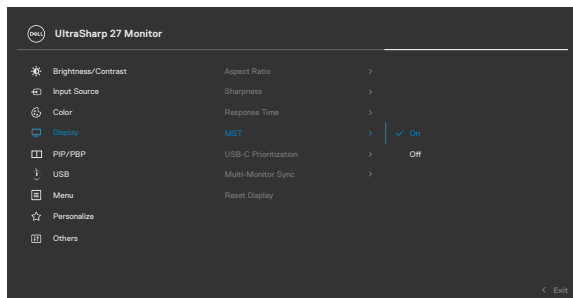 DELL UltraSharp 27 Monitor
Brightness/Contrast Aspect Ratio >
Input Source Sharpness >
Color Response Time >
Display MST > ✓ On
PIP/PBP USB-C Prioritization > Off
USB Multi-Monitor Sync >
Menu Reset Display
Personalize
Others
< Exit